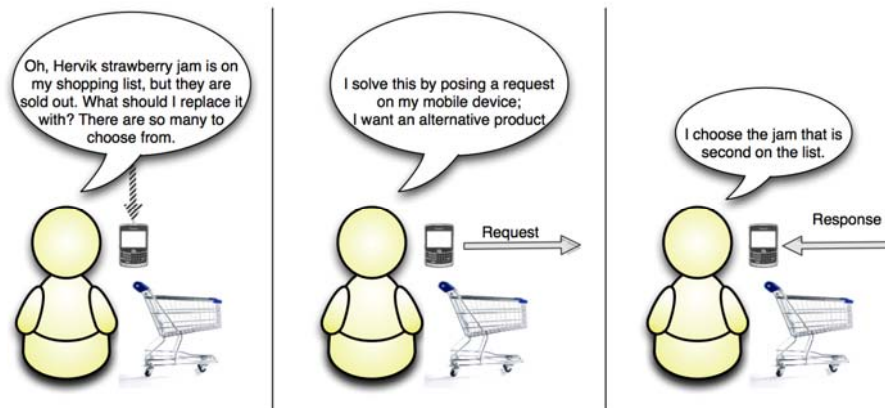 Oh, Hervik strawberry jam is on
my shopping list, but they are
sold out. What should I replace it
with? There are so many to
choose from.
I solve this by posing a request
on my mobile device;
I want an alternative product
Request
I choose the jam that is
second on the list.
Response